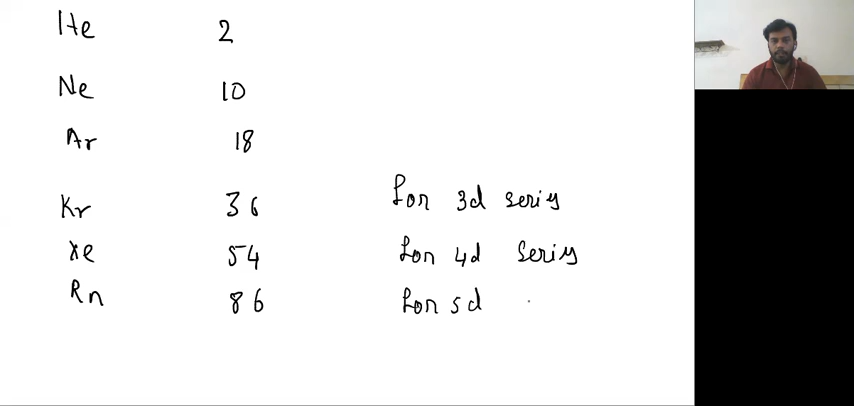 He 2
Ne 10
Ar 18
Kr 36 for 3d series
Xe 54 for 4d series
Rn 86 for 5d